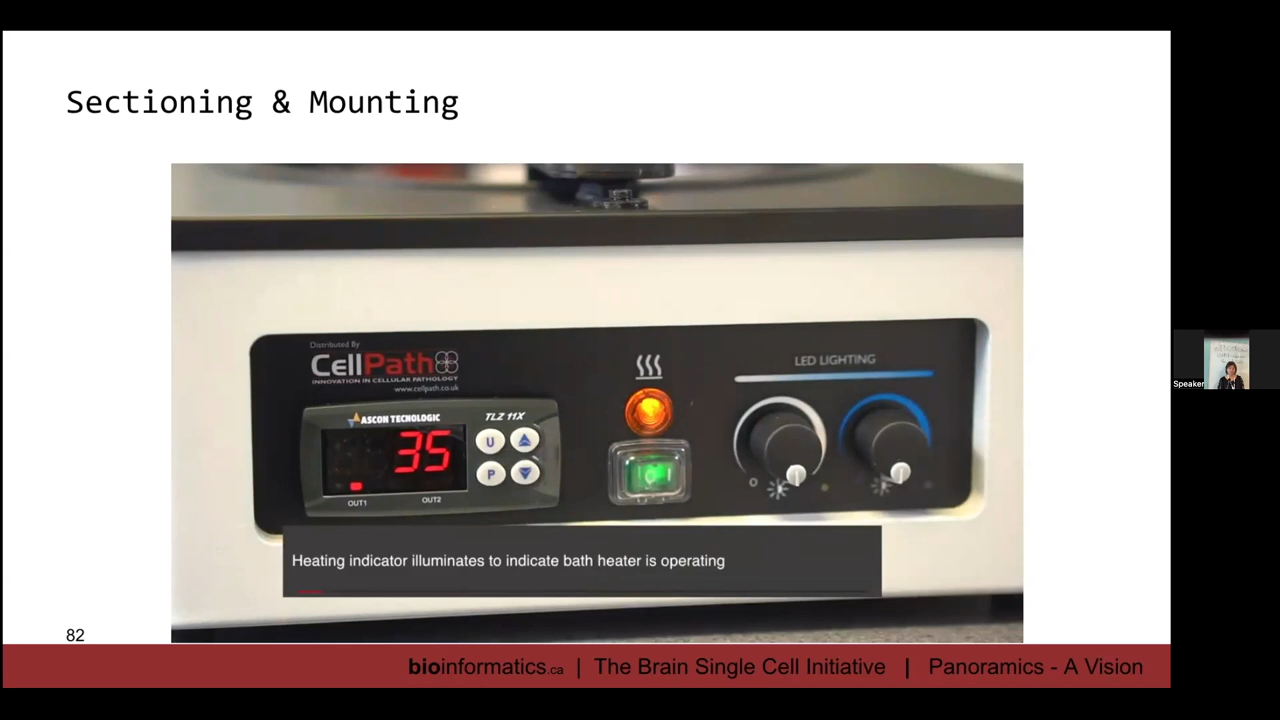 Sectioning & Mounting
Distributed By
CellPath
INNOVATION IN CELLULAR PATHOLOGY
www.cellpath.co.uk
ASCON TECNOLOGIC
TLZ 11X
35
U
P
OUT1
OUT2
LED LIGHTING
O
Heating indicator illuminates to indicate bath heater is operating
82
bioinformatics.ca | The Brain Single Cell Initiative | Panoramics - A Vision
Speaker